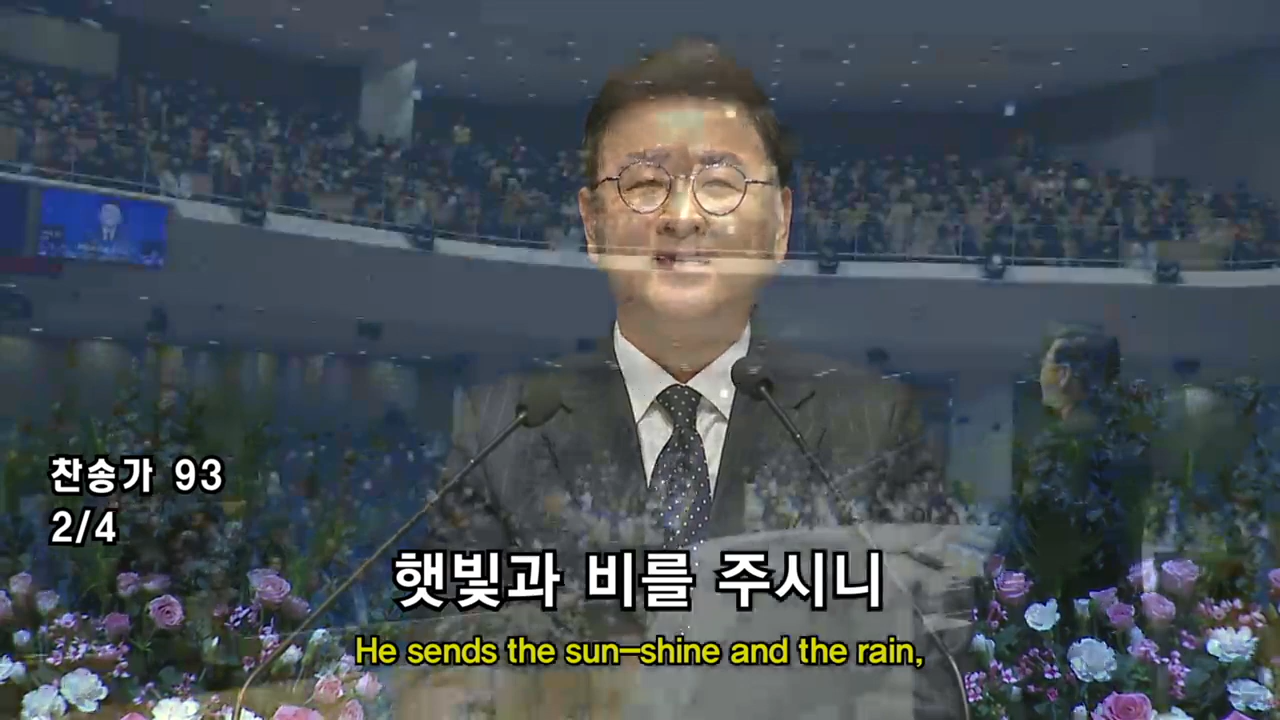 찬송가 93
2/4
햇빛과 비를 주시니
He sends the sun-shine and the rain,